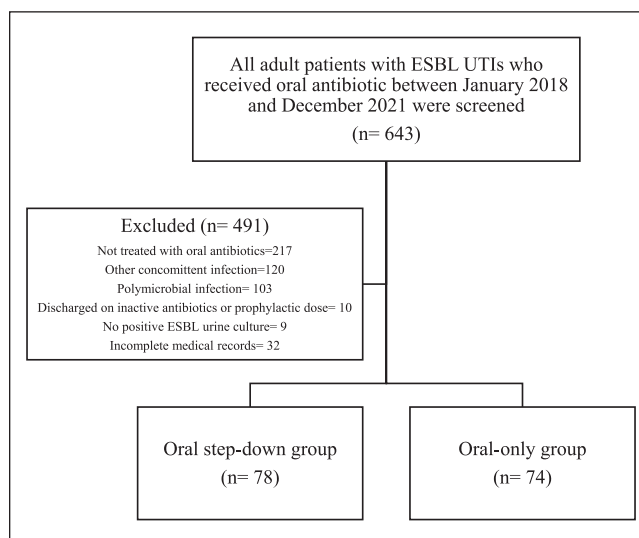 All adult patients with ESBL UTIs who
received oral antibiotic between January 2018
and December 2021 were screened
(n= 643)
Excluded (n= 491)
Not treated with oral antibiotics=217
Other concomittent infection=120
Polymicrobial infection= 103
Discharged on inactive antibiotics or prophylactic dose= 10
No positive ESBL urine culture= 9
Incomplete medical records= 32
Oral step-down group
(n= 78)
Oral-only group
(n= 74)